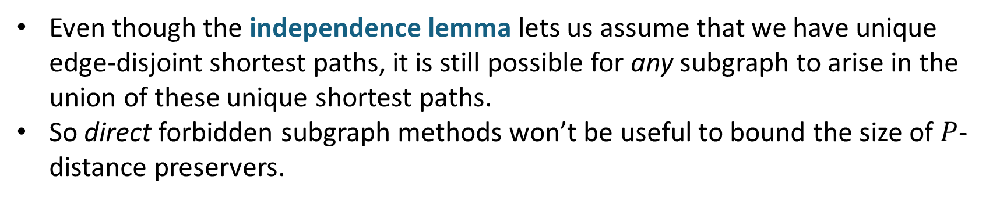 • Even though the independence lemma lets us assume that we have unique
edge-disjoint shortest paths, it is still possible for any subgraph to arise in the
union of these unique shortest paths.
• So direct forbidden subgraph methods won’t be useful to bound the size of P-
distance preservers.